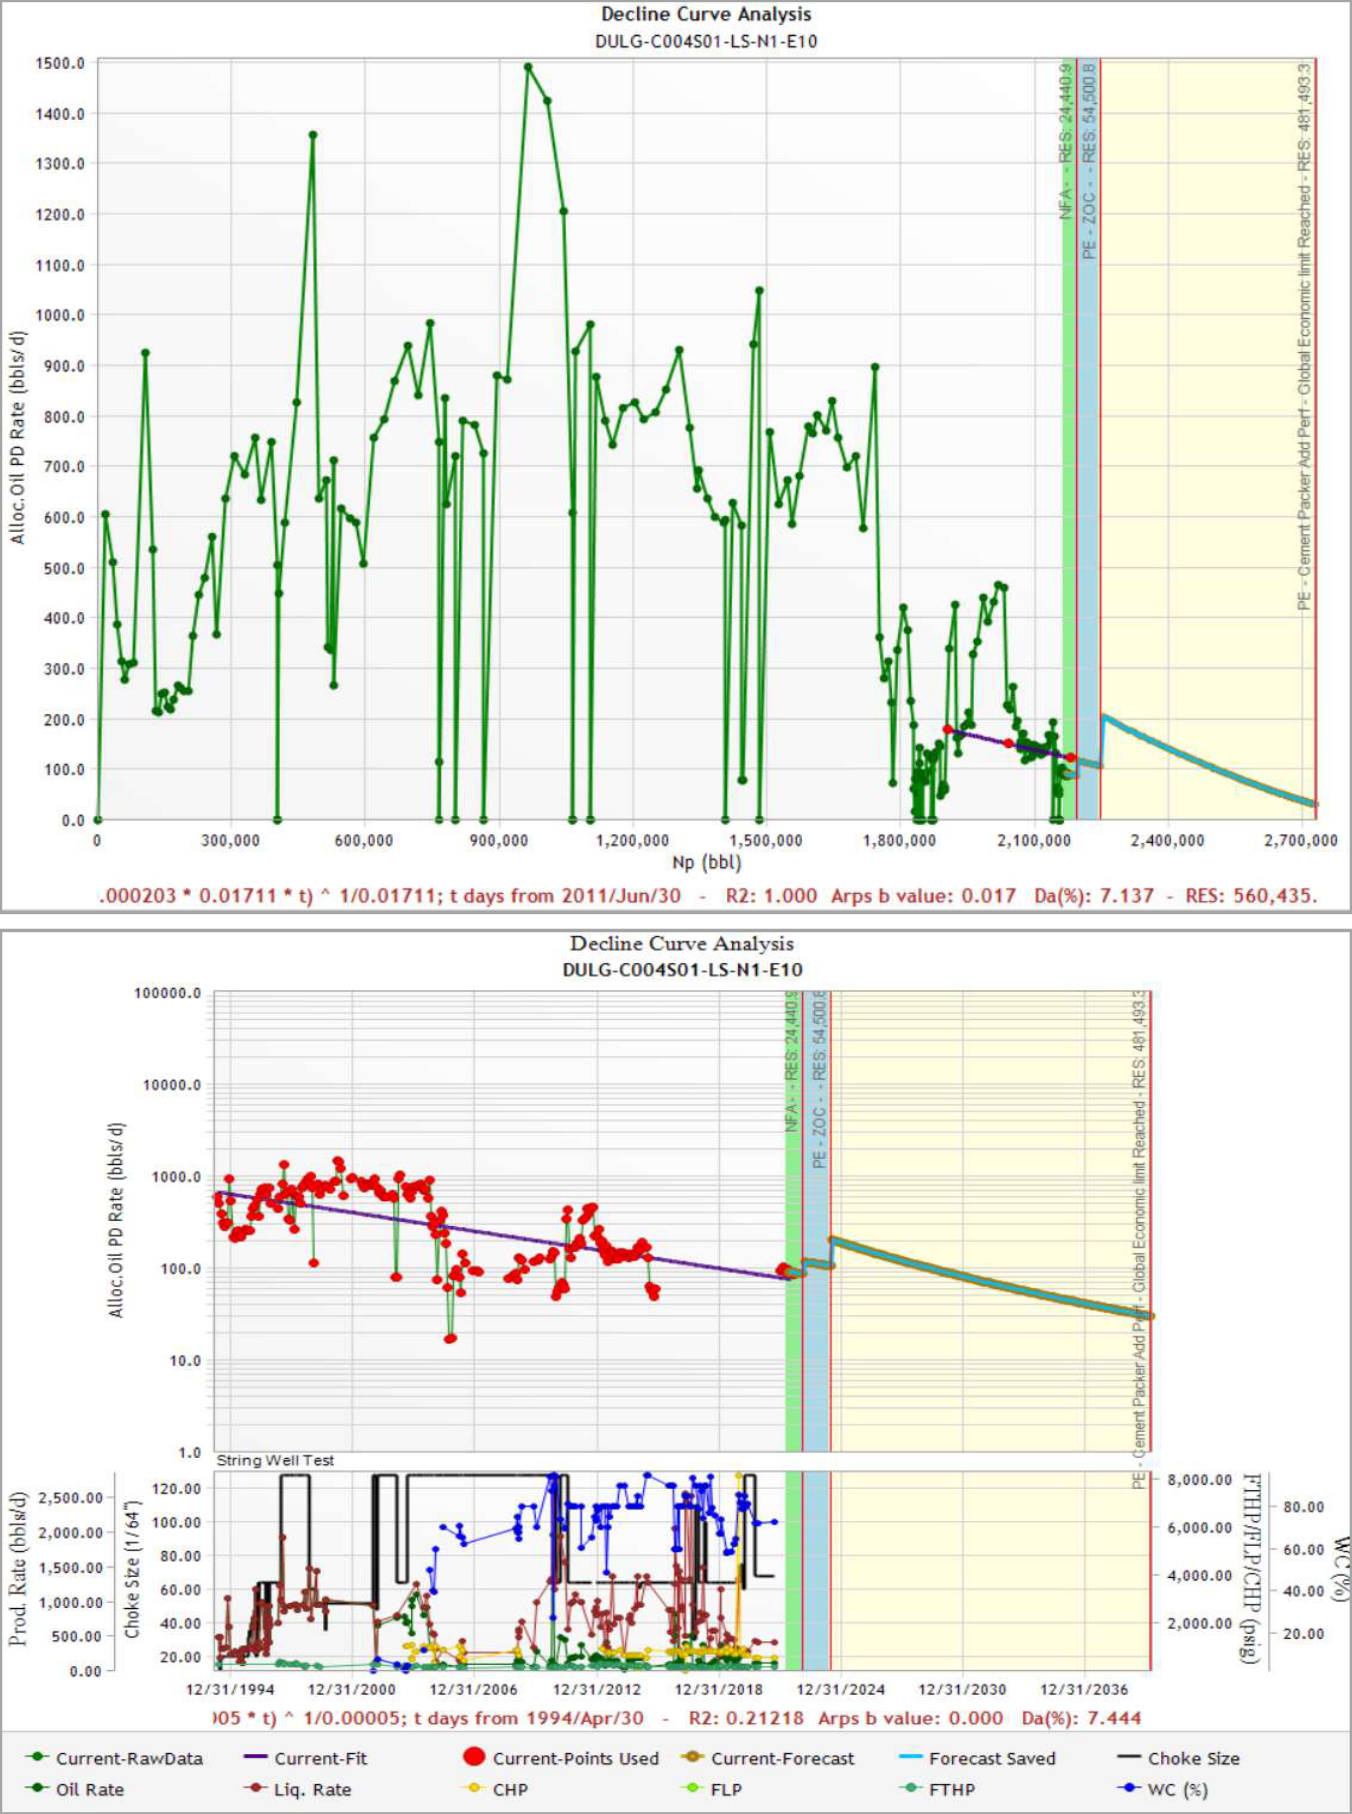 Decline Curve Analysis
DULG-C004S01-LS-N1-E10
1500.0
1400.0
1300.0
1200.0
1100.0
1000.0
900.0
800.0
700.0
600.0
500.0
400.0
300.0
200.0
100.0
0.0
Alloc.Oil PD Rate (bbls/d)
NFA - - RES: 24,440.9
PE - ZOC - - RES: 54,500.8
PE - Cement Packer Add Perf - Global Economic limit Reached - RES: 481,493.3
0 300,000 600,000 900,000 1,200,000 1,500,000 1,800,000 2,100,000 2,400,000 2,700,000
Np (bbl)
.000203 * 0.01711 * t) ^ 1/0.01711; t days from 2011/Jun/30 - R2: 1.000 Arps b value: 0.017 Da(%): 7.137 - RES: 560,435.
Decline Curve Analysis
DULG-C004S01-LS-N1-E10
100000.0
10000.0
1000.0
100.0
10.0
1.0
Alloc.Oil PD Rate (bbls/d)
NFA - - RES: 24,440.9
PE - ZOC - - RES: 54,500.8
PE - Cement Packer Add Perf - Global Economic limit Reached - RES: 481,493.3
String Well Test
Prod. Rate (bbls/d)
2,500.00
2,000.00
1,500.00
1,000.00
500.00
0.00
Choke Size (1/64")
120.00
100.00
80.00
60.00
40.00
20.00
8,000.00
6,000.00
4,000.00
2,000.00
FTHP/FLP/CHP (psig)
80.00
60.00
40.00
20.00
WC (%)
12/31/1994 12/31/2000 12/31/2006 12/31/2012 12/31/2018 12/31/2024 12/31/2030 12/31/2036
05 * t) ^ 1/0.00005; t days from 1994/Apr/30 - R2: 0.21218 Arps b value: 0.000 Da(%): 7.444
Current-RawData Current-Fit Current-Points Used Current-Forecast Forecast Saved Choke Size
Oil Rate Liq. Rate CHP FLP FTHP WC (%)